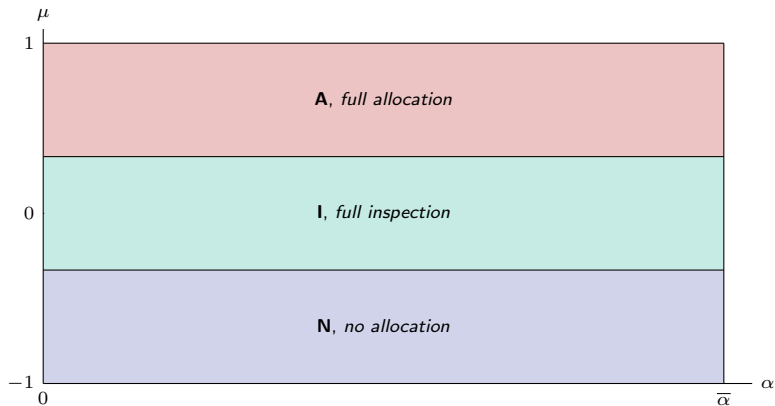 μ
1
A, full allocation
0
I, full inspection
N, no allocation
−1
0
α̅
α